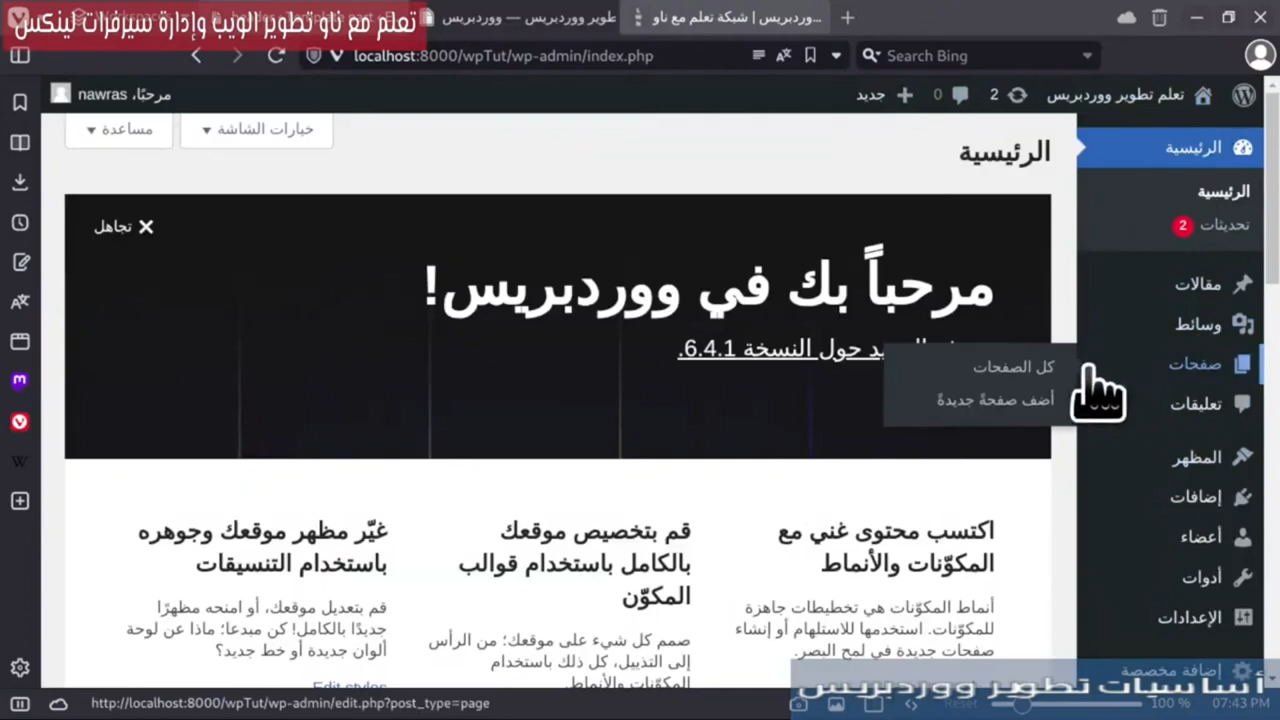 تعلم مع ناو تطوير الويب وإدارة سيرفرات لينكس
ووردبريس — طوير ووردبريس
...وردبريس | شبكة تعلم مع ناو
localhost:8000/wpTut/wp-admin/index.php
Search Bing
تعلم تطوير ووردبريس
2
0
جديد
مرحبًا، nawras
خيارات الشاشة
مساعدة
الرئيسية
الرئيسية
الرئيسية
تحديثات 2
مقالات
وسائط
صفحات
كل الصفحات
أضف صفحةً جديدةً
تعليقات
المظهر
إضافات
أعضاء
أدوات
الإعدادات
إضافة مخصصة
تجاهل
مرحباً بك في ووردبريس!
حول النسخة 6.4.1.
اكتسب محتوى غني مع
المكوّنات والأنماط
أنماط المكوّنات هي تخطيطات جاهزة
للمكوّنات. استخدمها للاستلهام أو إنشاء
صفحات جديدة في لمح البصر.
قم بتخصيص موقعك
بالكامل باستخدام قوالب
المكوّن
صمم كل شيء على موقعك؛ من الرأس
إلى التذييل، كل ذلك باستخدام
المكوّنات والأنماط.
غيّر مظهر موقعك وجوهره
باستخدام التنسيقات
قم بتعديل موقعك، أو امنحه مظهرًا
جديدًا بالكامل! كن مبدعا؛ ماذا عن لوحة
ألوان جديدة أو خط جديد؟
Edit styles
أساسيات تطوير ووردبريس
http://localhost:8000/wpTut/wp-admin/edit.php?post_type=page
Reset
100 %
07:43 PM